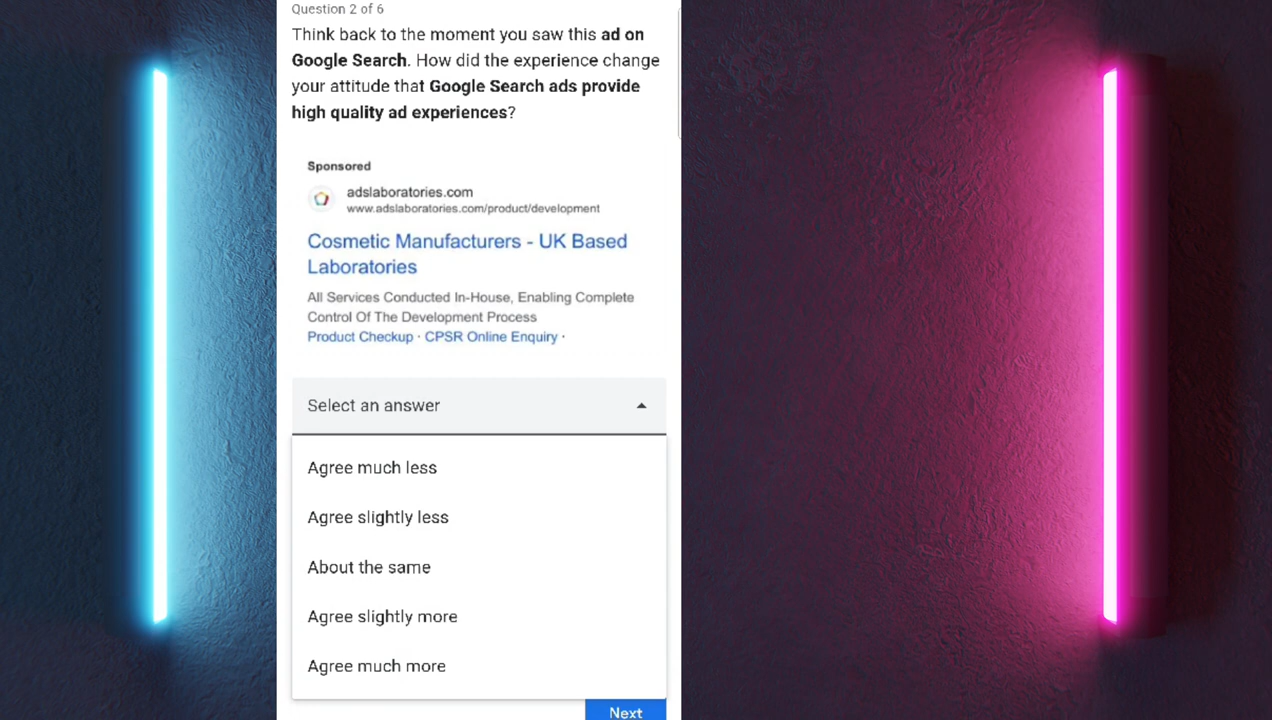 Question 2 of 6
Think back to the moment you saw this ad on
Google Search. How did the experience change
your attitude that Google Search ads provide
high quality ad experiences?
Sponsored
adslaboratories.com
www.adslaboratories.com/product/development
Cosmetic Manufacturers - UK Based
Laboratories
All Services Conducted In-House, Enabling Complete
Control Of The Development Process
Product Checkup · CPSR Online Enquiry ·
Select an answer
Agree much less
Agree slightly less
About the same
Agree slightly more
Agree much more
Next